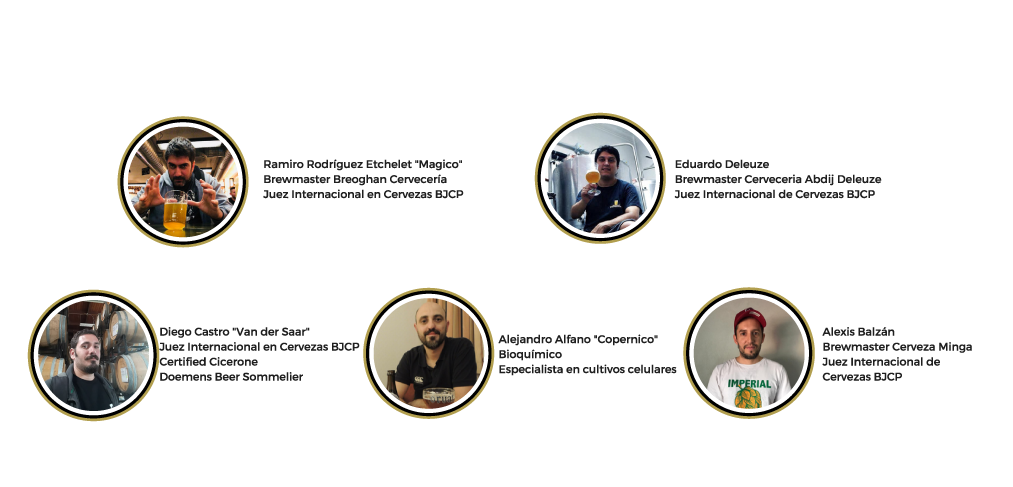 Ramiro Rodríguez Etchelet "Magico"
Brewmaster Breoghan Cervecería
Juez Internacional en Cervezas BJCP
Eduardo Deleuze
Brewmaster Cerveceria Abdij Deleuze
Juez Internacional de Cervezas BJCP
Diego Castro "Van der Saar"
Juez Internacional en Cervezas BJCP
Certified Cicerone
Doemens Beer Sommelier
Alejandro Alfano "Copernico"
Bioquímico
Especialista en cultivos celulares
Alexis Balzán
Brewmaster Cerveza Minga
Juez Internacional de
Cervezas BJCP
IMPERIAL